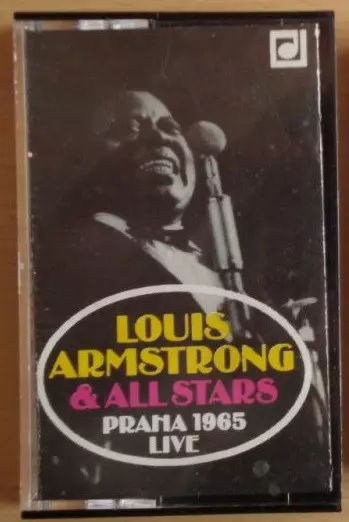 LOUIS
ARMSTRONG
& ALL STARS
PRAHA 1965
LIVE